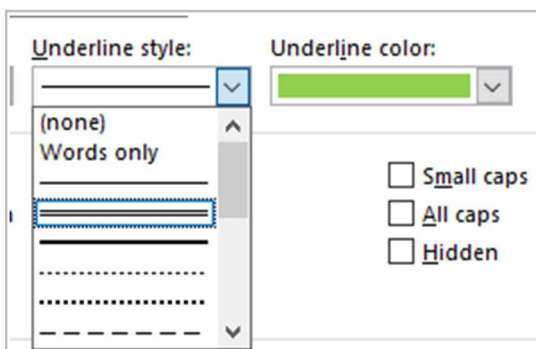 Underline style:
Underline color:
(none)
Words only
Small caps
All caps
Hidden